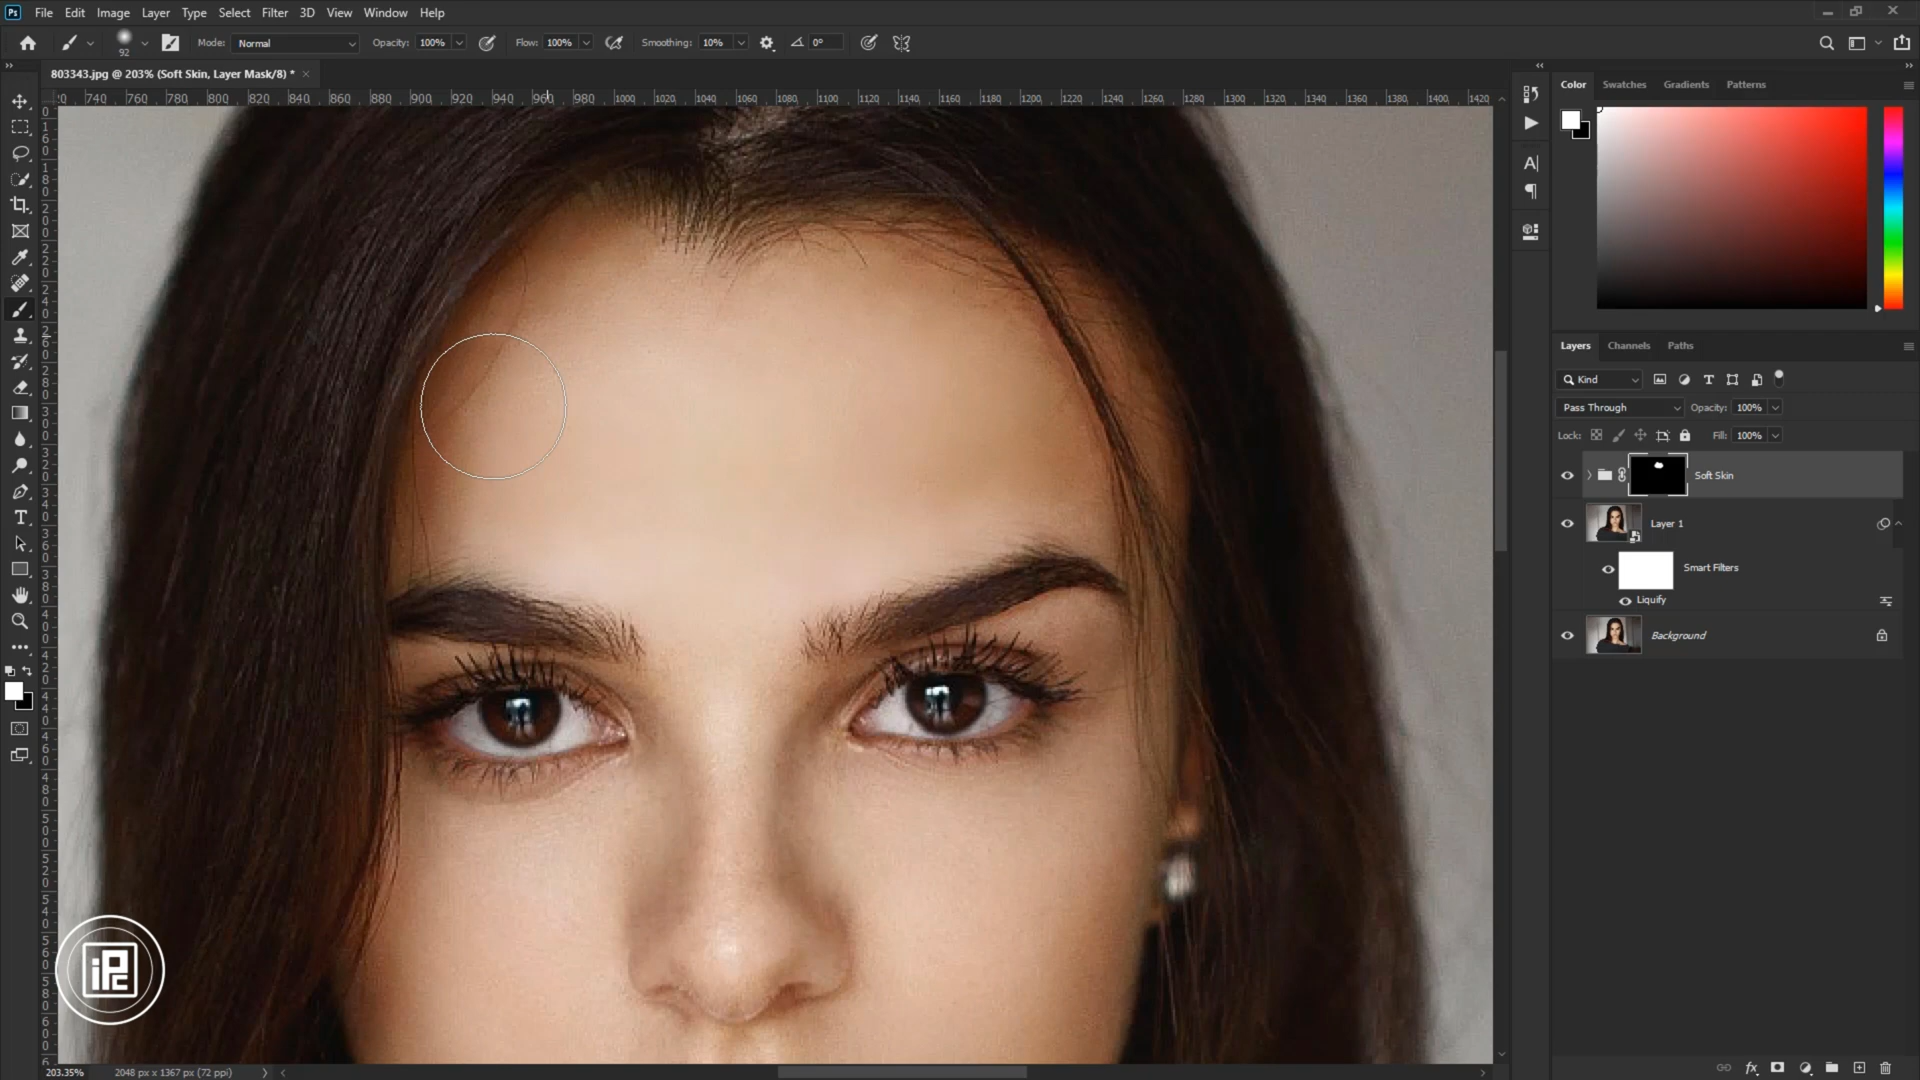 Ps File Edit Image Layer Type Select Filter 3D View Window Help
92 Mode: Normal Opacity: 100% Flow: 100% Smoothing: 10% 0°
803343.jpg @ 203% (Soft Skin, Layer Mask/8) * ×
740 760 780 800 820 840 860 880 900 920 940 960 980 1000 1020 1040 1060 1080 1100 1120 1140 1160 1180 1200 1220 1240 1260 1280 1300 1320 1340 1360 1380 1400 1420
Color Swatches Gradients Patterns
Layers Channels Paths
Kind
Pass Through Opacity: 100%
Lock: Fill: 100%
Soft Skin
Layer 1
Smart Filters
Liquify
Background
iPc
203.35% 2048 px x 1367 px (72 ppi)